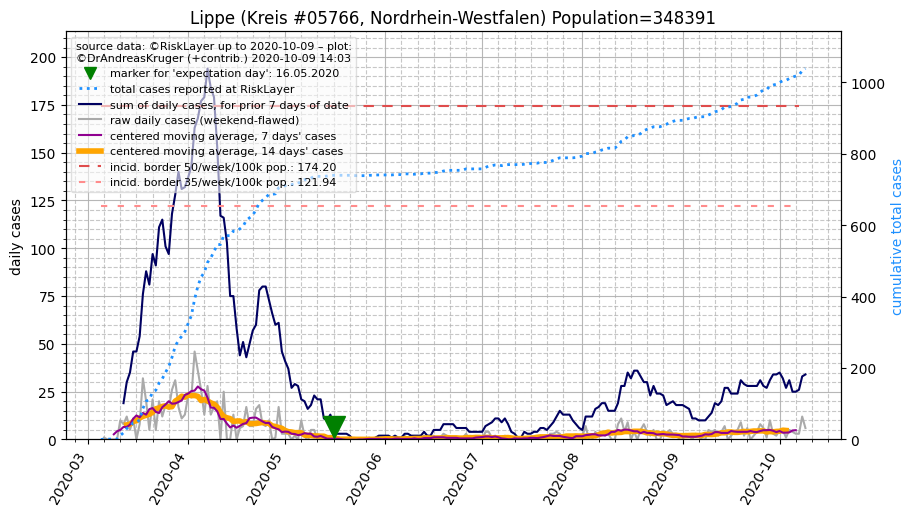 Lippe (Kreis #05766, Nordrhein-Westfalen) Population=348391
source data: ©RiskLayer up to 2020-10-09 – plot:
©DrAndreasKruger (+contrib.) 2020-10-09 14:03
marker for 'expectation day': 16.05.2020
total cases reported at RiskLayer
sum of daily cases, for prior 7 days of date
raw daily cases (weekend-flawed)
centered moving average, 7 days' cases
centered moving average, 14 days' cases
incid. border 50/week/100k pop.: 174.20
incid. border 35/week/100k pop.: 121.94
daily cases
200
175
150
125
100
75
50
25
0
1000
800
600
400
200
0
cumulative total cases
2020-03
2020-04
2020-05
2020-06
2020-07
2020-08
2020-09
2020-10